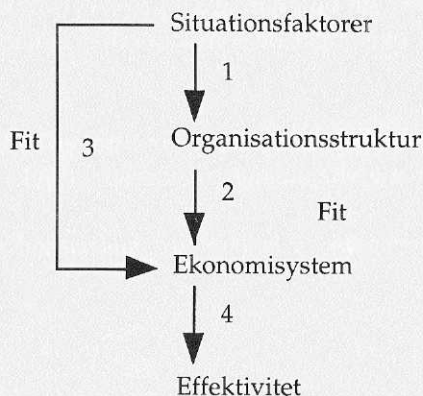 Situationsfaktorer
1
Organisationsstruktur
Fit
3
2
Fit
Ekonomisystem
4
Effektivitet